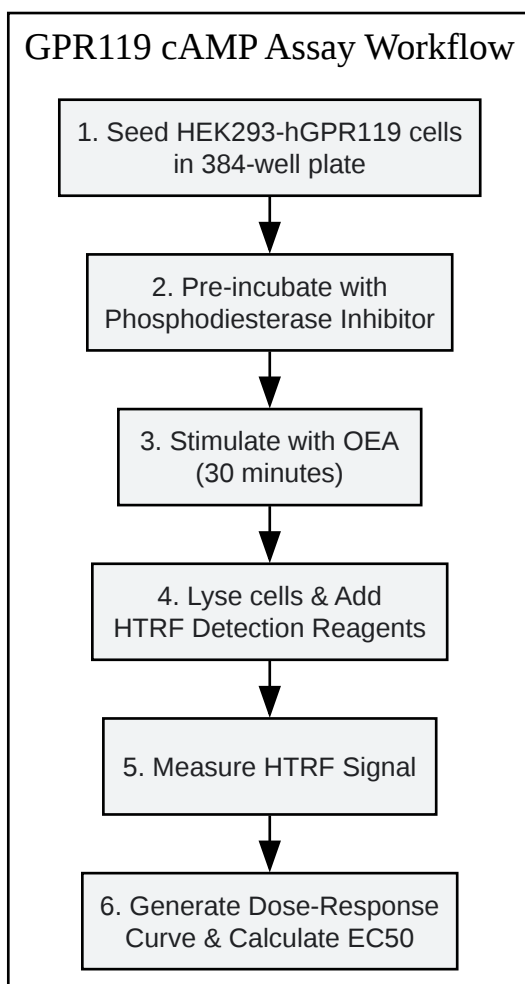 GPR119 cAMP Assay Workflow
1. Seed HEK293-hGPR119 cells
in 384-well plate
2. Pre-incubate with
Phosphodiesterase Inhibitor
3. Stimulate with OEA
(30 minutes)
4. Lyse cells & Add
HTRF Detection Reagents
5. Measure HTRF Signal
6. Generate Dose-Response
Curve & Calculate EC50